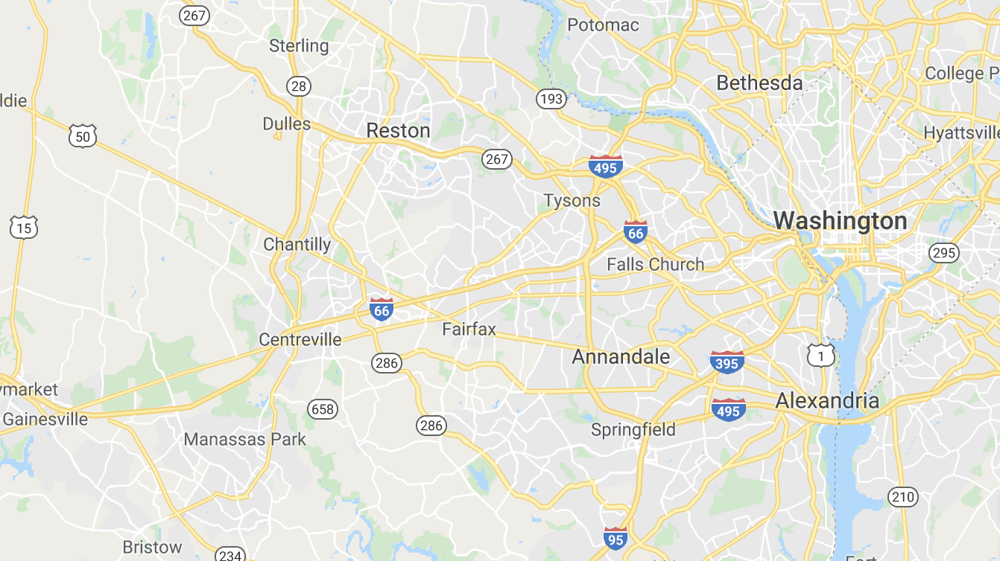 267
Potomac
Sterling
College P
Bethesda
28
193
ldie
Dulles
Reston
50
Hyattsville
267
495
Tysons
Washington
15
66
Chantilly
295
Falls Church
66
Fairfax
Centreville
Annandale
1
286
395
ymarket
Alexandria
658
495
Gainesville
286
Springfield
Manassas Park
210
95
Bristow
234